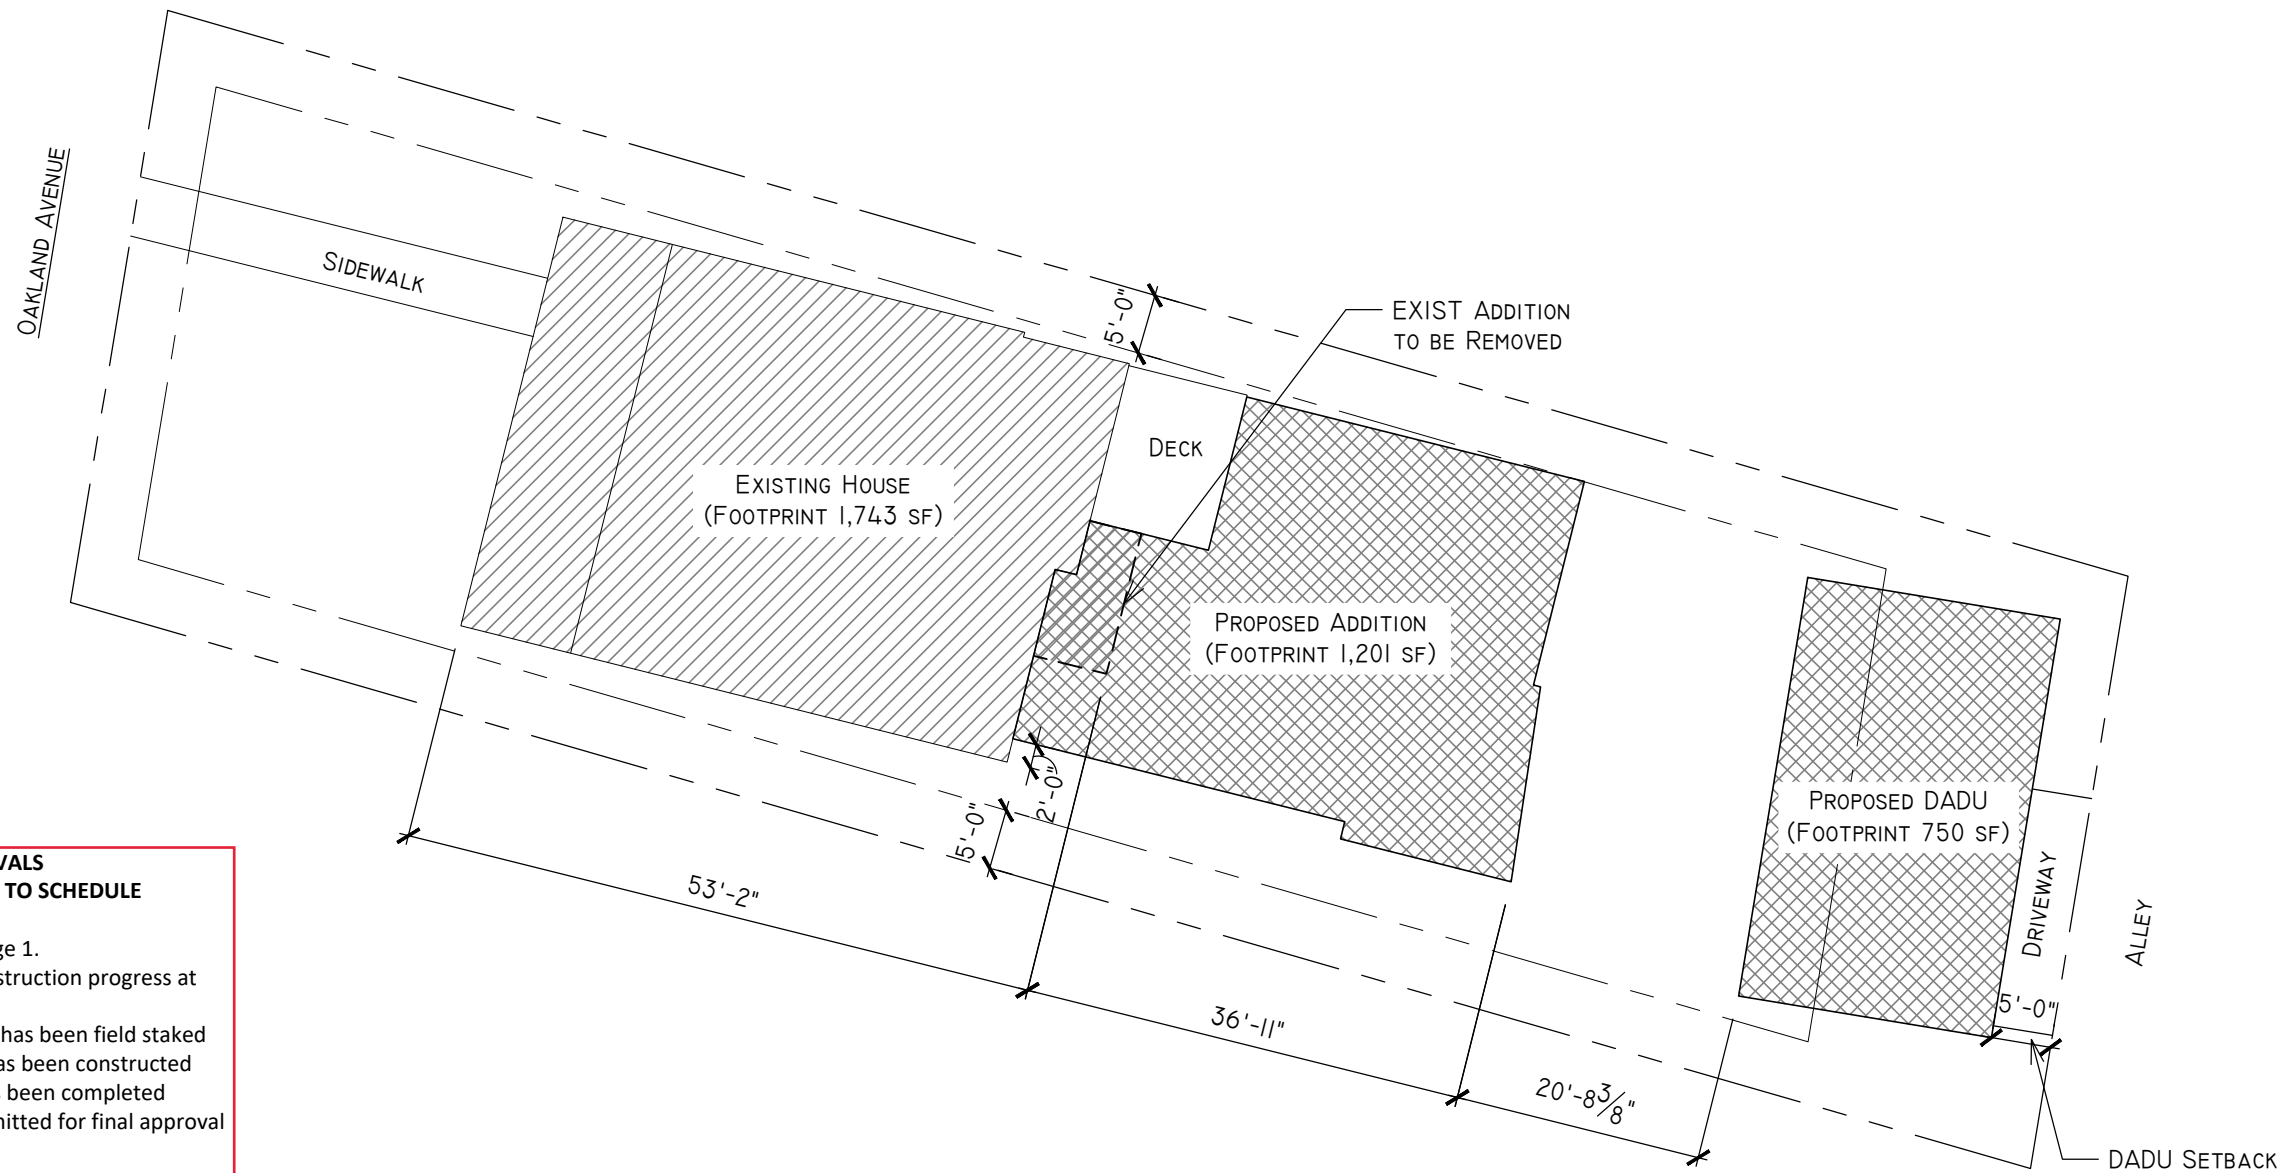 OAKLAND AVENUE
SIDEWALK
5'-0"
EXIST ADDITION
TO BE REMOVED
DECK
EXISTING HOUSE
(FOOTPRINT 1,743 SF)
PROPOSED ADDITION
(FOOTPRINT 1,201 SF)
PROPOSED DADU
(FOOTPRINT 750 SF)
DRIVEWAY
ALLEY
2'-0"
5'-0"
53'-2"
36'-11"
20'-8 3/8"
5'-0"
DADU SETBACK
VALS
TO SCHEDULE
ge 1.
struction progress at
has been field staked
as been constructed
s been completed
nitted for final approval